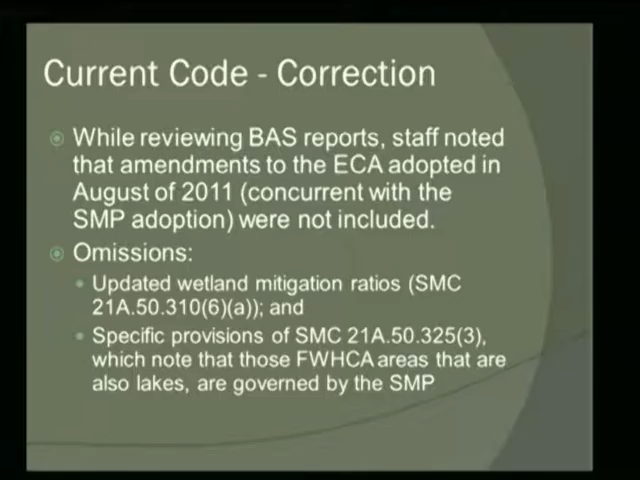 Current Code - Correction
While reviewing BAS reports, staff noted
that amendments to the ECA adopted in
August of 2011 (concurrent with the
SMP adoption) were not included.
Omissions:
Updated wetland mitigation ratios (SMC
21A.50.310(6)(a)); and
Specific provisions of SMC 21A.50.325(3),
which note that those FWHCA areas that are
also lakes, are governed by the SMP